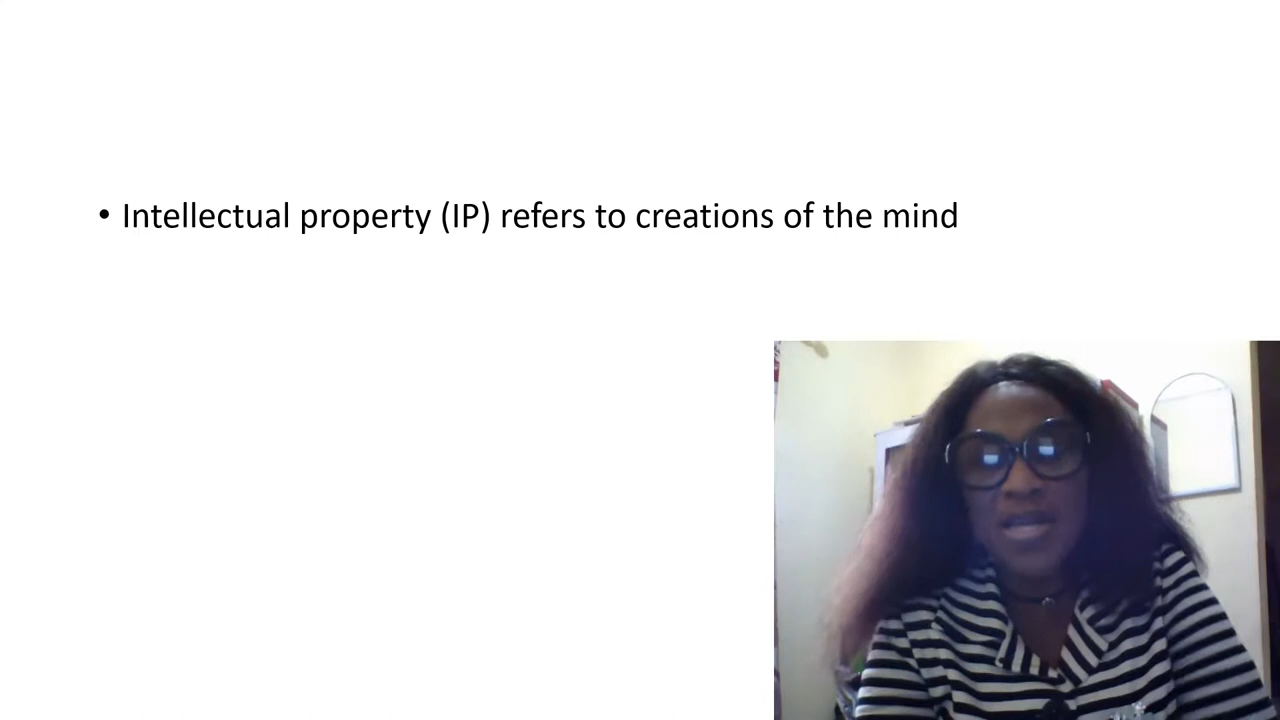 • Intellectual property (IP) refers to creations of the mind